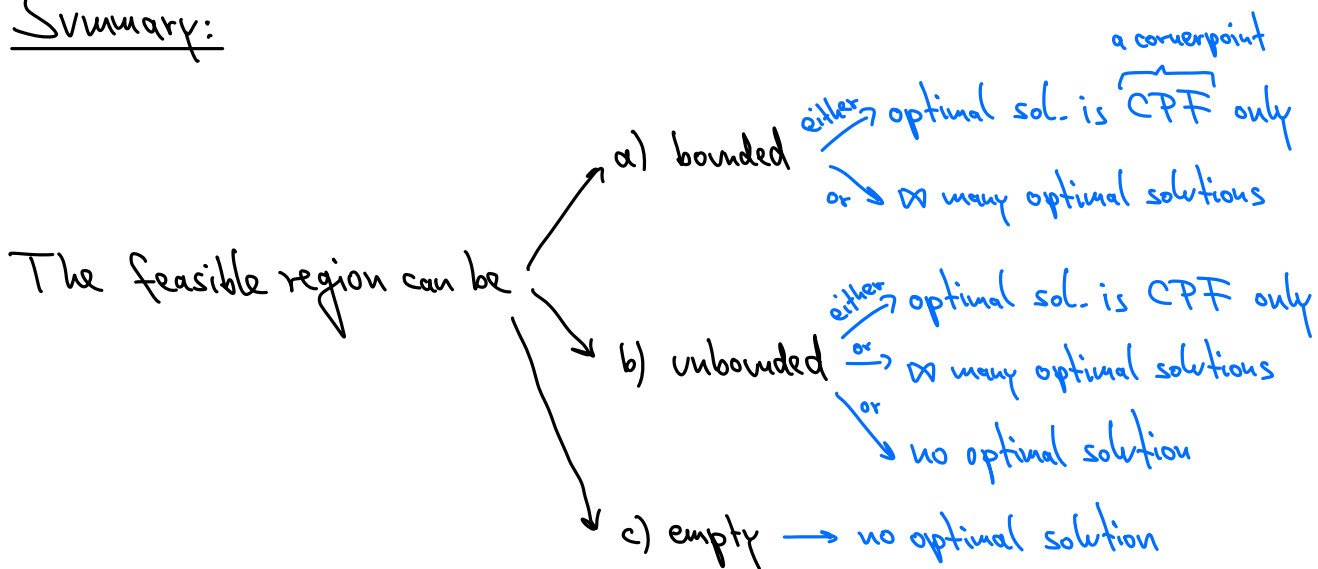 Summary:
a cornerpoint
either optimal sol. is CPF only
a) bounded
or ∞ many optimal solutions
The feasible region can be
either optimal sol. is CPF only
b) unbounded or ∞ many optimal solutions
or
no optimal solution
c) empty → no optimal solution